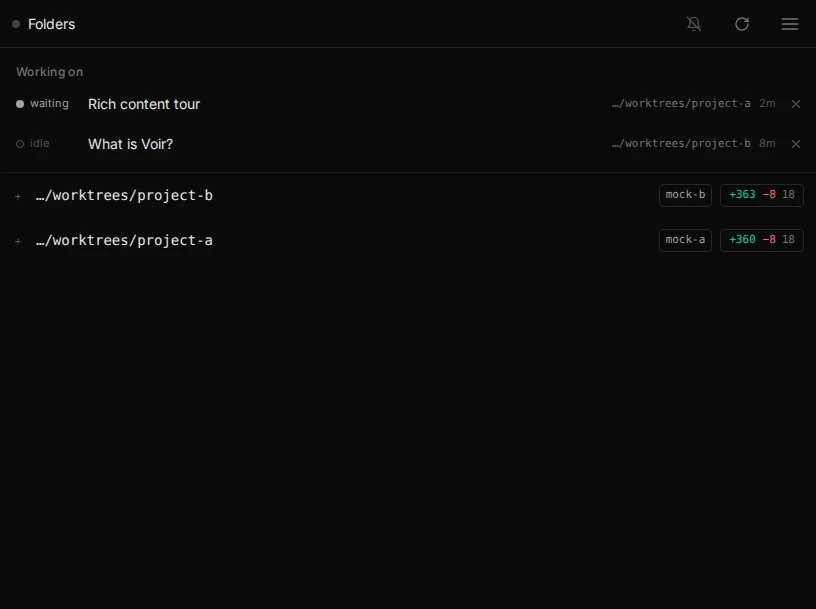 Folders
Working on
waiting Rich content tour …/worktrees/project-a 2m
idle What is Voir? …/worktrees/project-b 8m
+ …/worktrees/project-b mock-b +363 −8 18
+ …/worktrees/project-a mock-a +360 −8 18